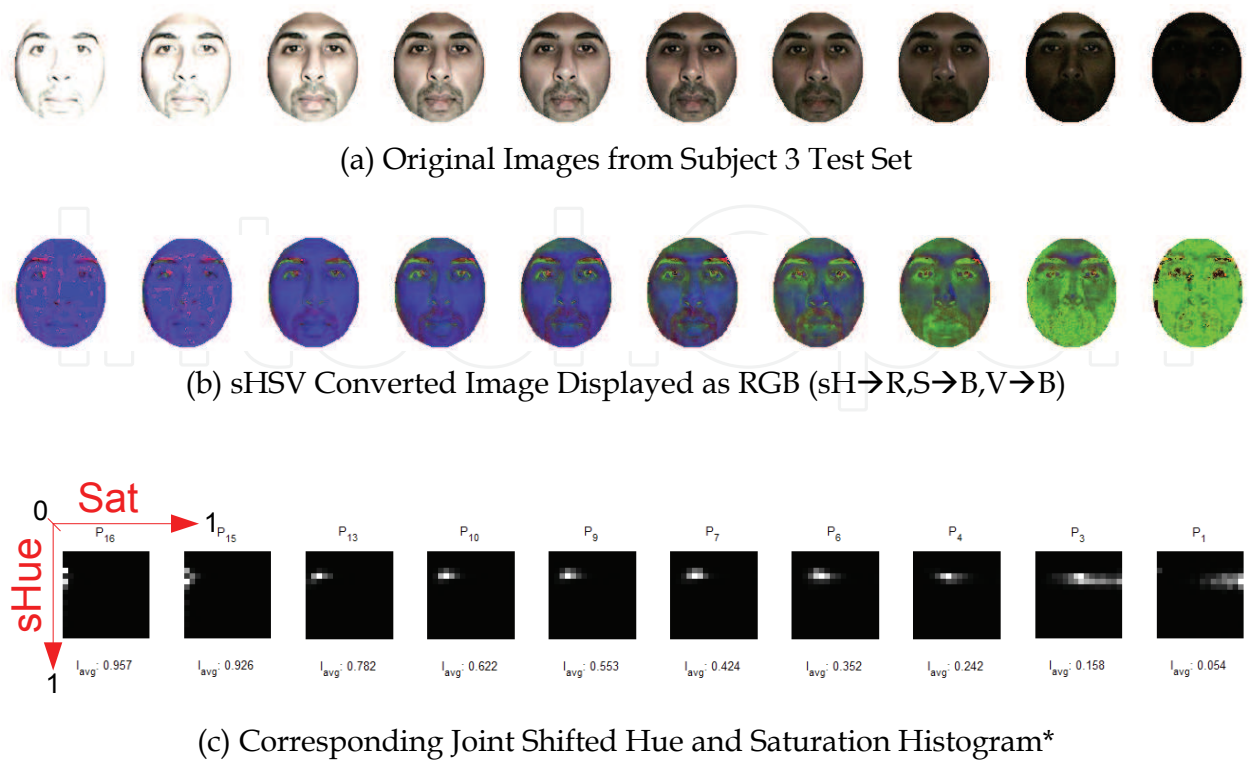 (a) Original Images from Subject 3 Test Set
IntechOpen
(b) sHSV Converted Image Displayed as RGB (sH→R,S→B,V→B)
0 Sat 1
sHue
1
P16 P15 P13 P10 P9 P7 P6 P4 P3 P1
Iavg: 0.957 Iavg: 0.926 Iavg: 0.782 Iavg: 0.622 Iavg: 0.553 Iavg: 0.424 Iavg: 0.352 Iavg: 0.242 Iavg: 0.158 Iavg: 0.054
(c) Corresponding Joint Shifted Hue and Saturation Histogram*